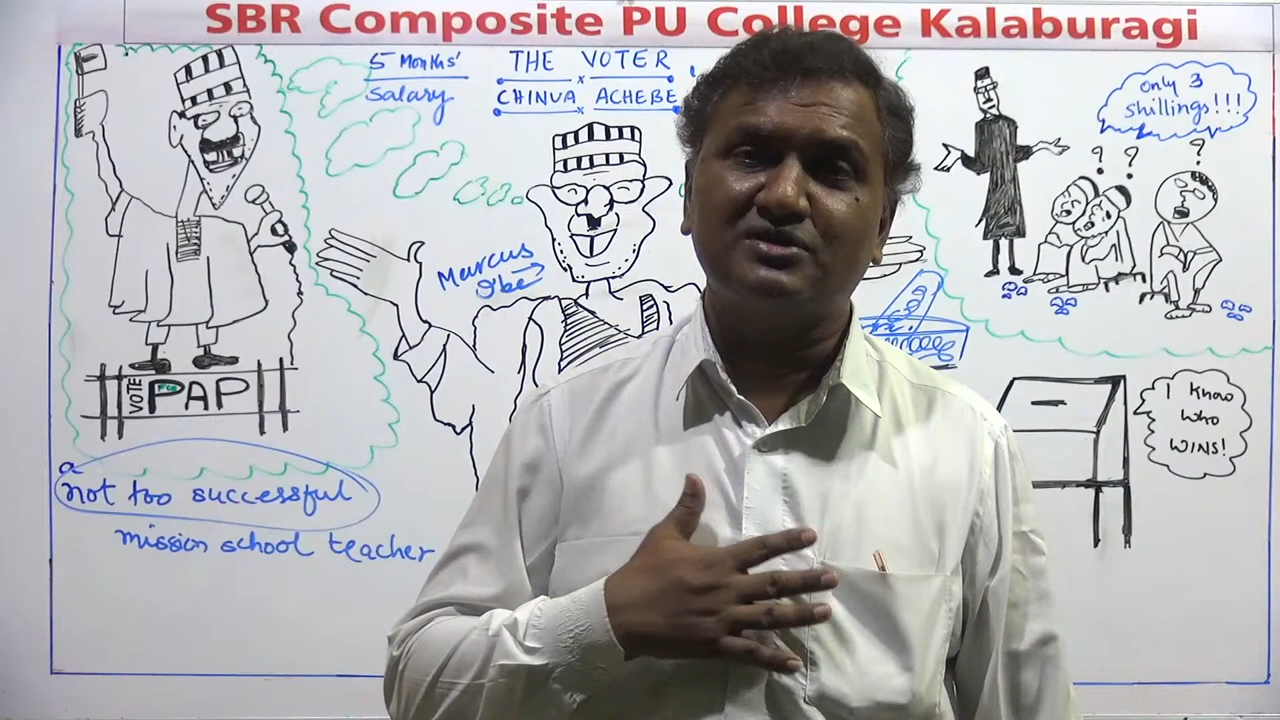 SBR Composite PU College Kalaburagi
5 Months'
salary
THE VOTER
CHINUA ACHEBE
only 3
shillings!!!
? ? ?
Marcus
Ibe
VOTE
PAP
I know
who
WINS!
a
not too successful
mission school teacher